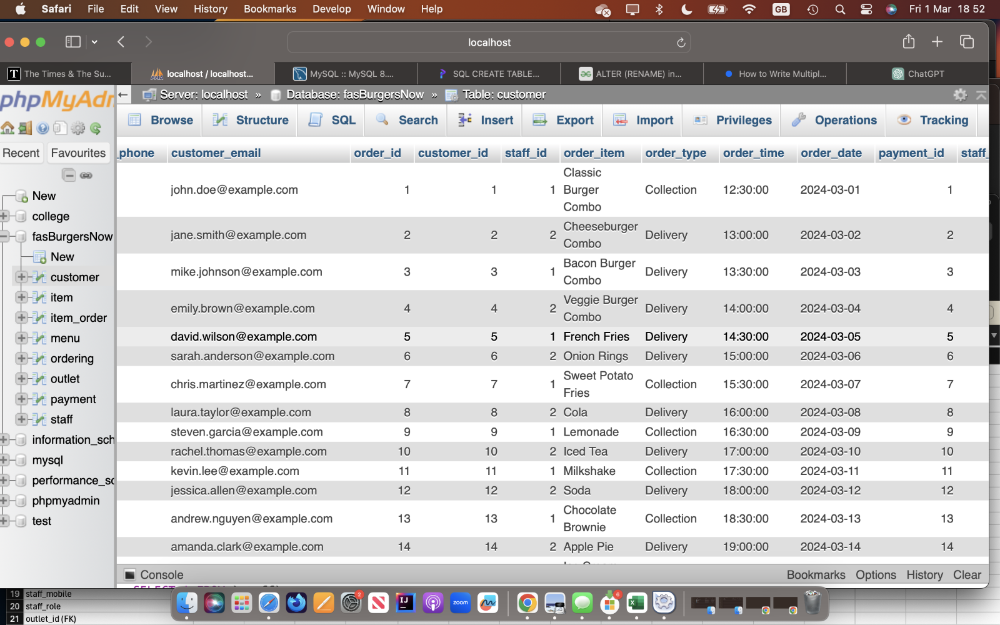 Safari File Edit View History Bookmarks Develop Window Help GB Fri 1 Mar 18 52
localhost
T The Times & The Su... localhost / localhost... MySQL :: MySQL 8.... SQL CREATE TABLE... ALTER (RENAME) in... How to Write Multipl... ChatGPT
phpMyAdm
Server: localhost » Database: fasBurgersNow » Table: customer
Browse Structure SQL Search Insert Export Import Privileges Operations Tracking
Recent Favourites
New
college
fasBurgersNow
New
customer
item
item_order
menu
ordering
outlet
payment
staff
information_sch
mysql
performance_sc
phpmyadmin
test
_phone customer_email order_id customer_id staff_id order_item order_type order_time order_date payment_id staff_
john.doe@example.com 1 1 1 Classic Burger Combo Collection 12:30:00 2024-03-01 1
jane.smith@example.com 2 2 2 Cheeseburger Combo Delivery 13:00:00 2024-03-02 2
mike.johnson@example.com 3 3 1 Bacon Burger Combo Delivery 13:30:00 2024-03-03 3
emily.brown@example.com 4 4 2 Veggie Burger Combo Delivery 14:00:00 2024-03-04 4
david.wilson@example.com 5 5 1 French Fries Delivery 14:30:00 2024-03-05 5
sarah.anderson@example.com 6 6 2 Onion Rings Delivery 15:00:00 2024-03-06 6
chris.martinez@example.com 7 7 1 Sweet Potato Fries Collection 15:30:00 2024-03-07 7
laura.taylor@example.com 8 8 2 Cola Delivery 16:00:00 2024-03-08 8
steven.garcia@example.com 9 9 1 Lemonade Collection 16:30:00 2024-03-09 9
rachel.thomas@example.com 10 10 2 Iced Tea Delivery 17:00:00 2024-03-10 10
kevin.lee@example.com 11 11 1 Milkshake Collection 17:30:00 2024-03-11 11
jessica.allen@example.com 12 12 2 Soda Delivery 18:00:00 2024-03-12 12
andrew.nguyen@example.com 13 13 1 Chocolate Brownie Collection 18:30:00 2024-03-13 13
amanda.clark@example.com 14 14 2 Apple Pie Delivery 19:00:00 2024-03-14 14
Console Bookmarks Options History Clear
19 staff_mobile
20 staff_role
21 outlet_id (FK)
2 IJ zoom 6